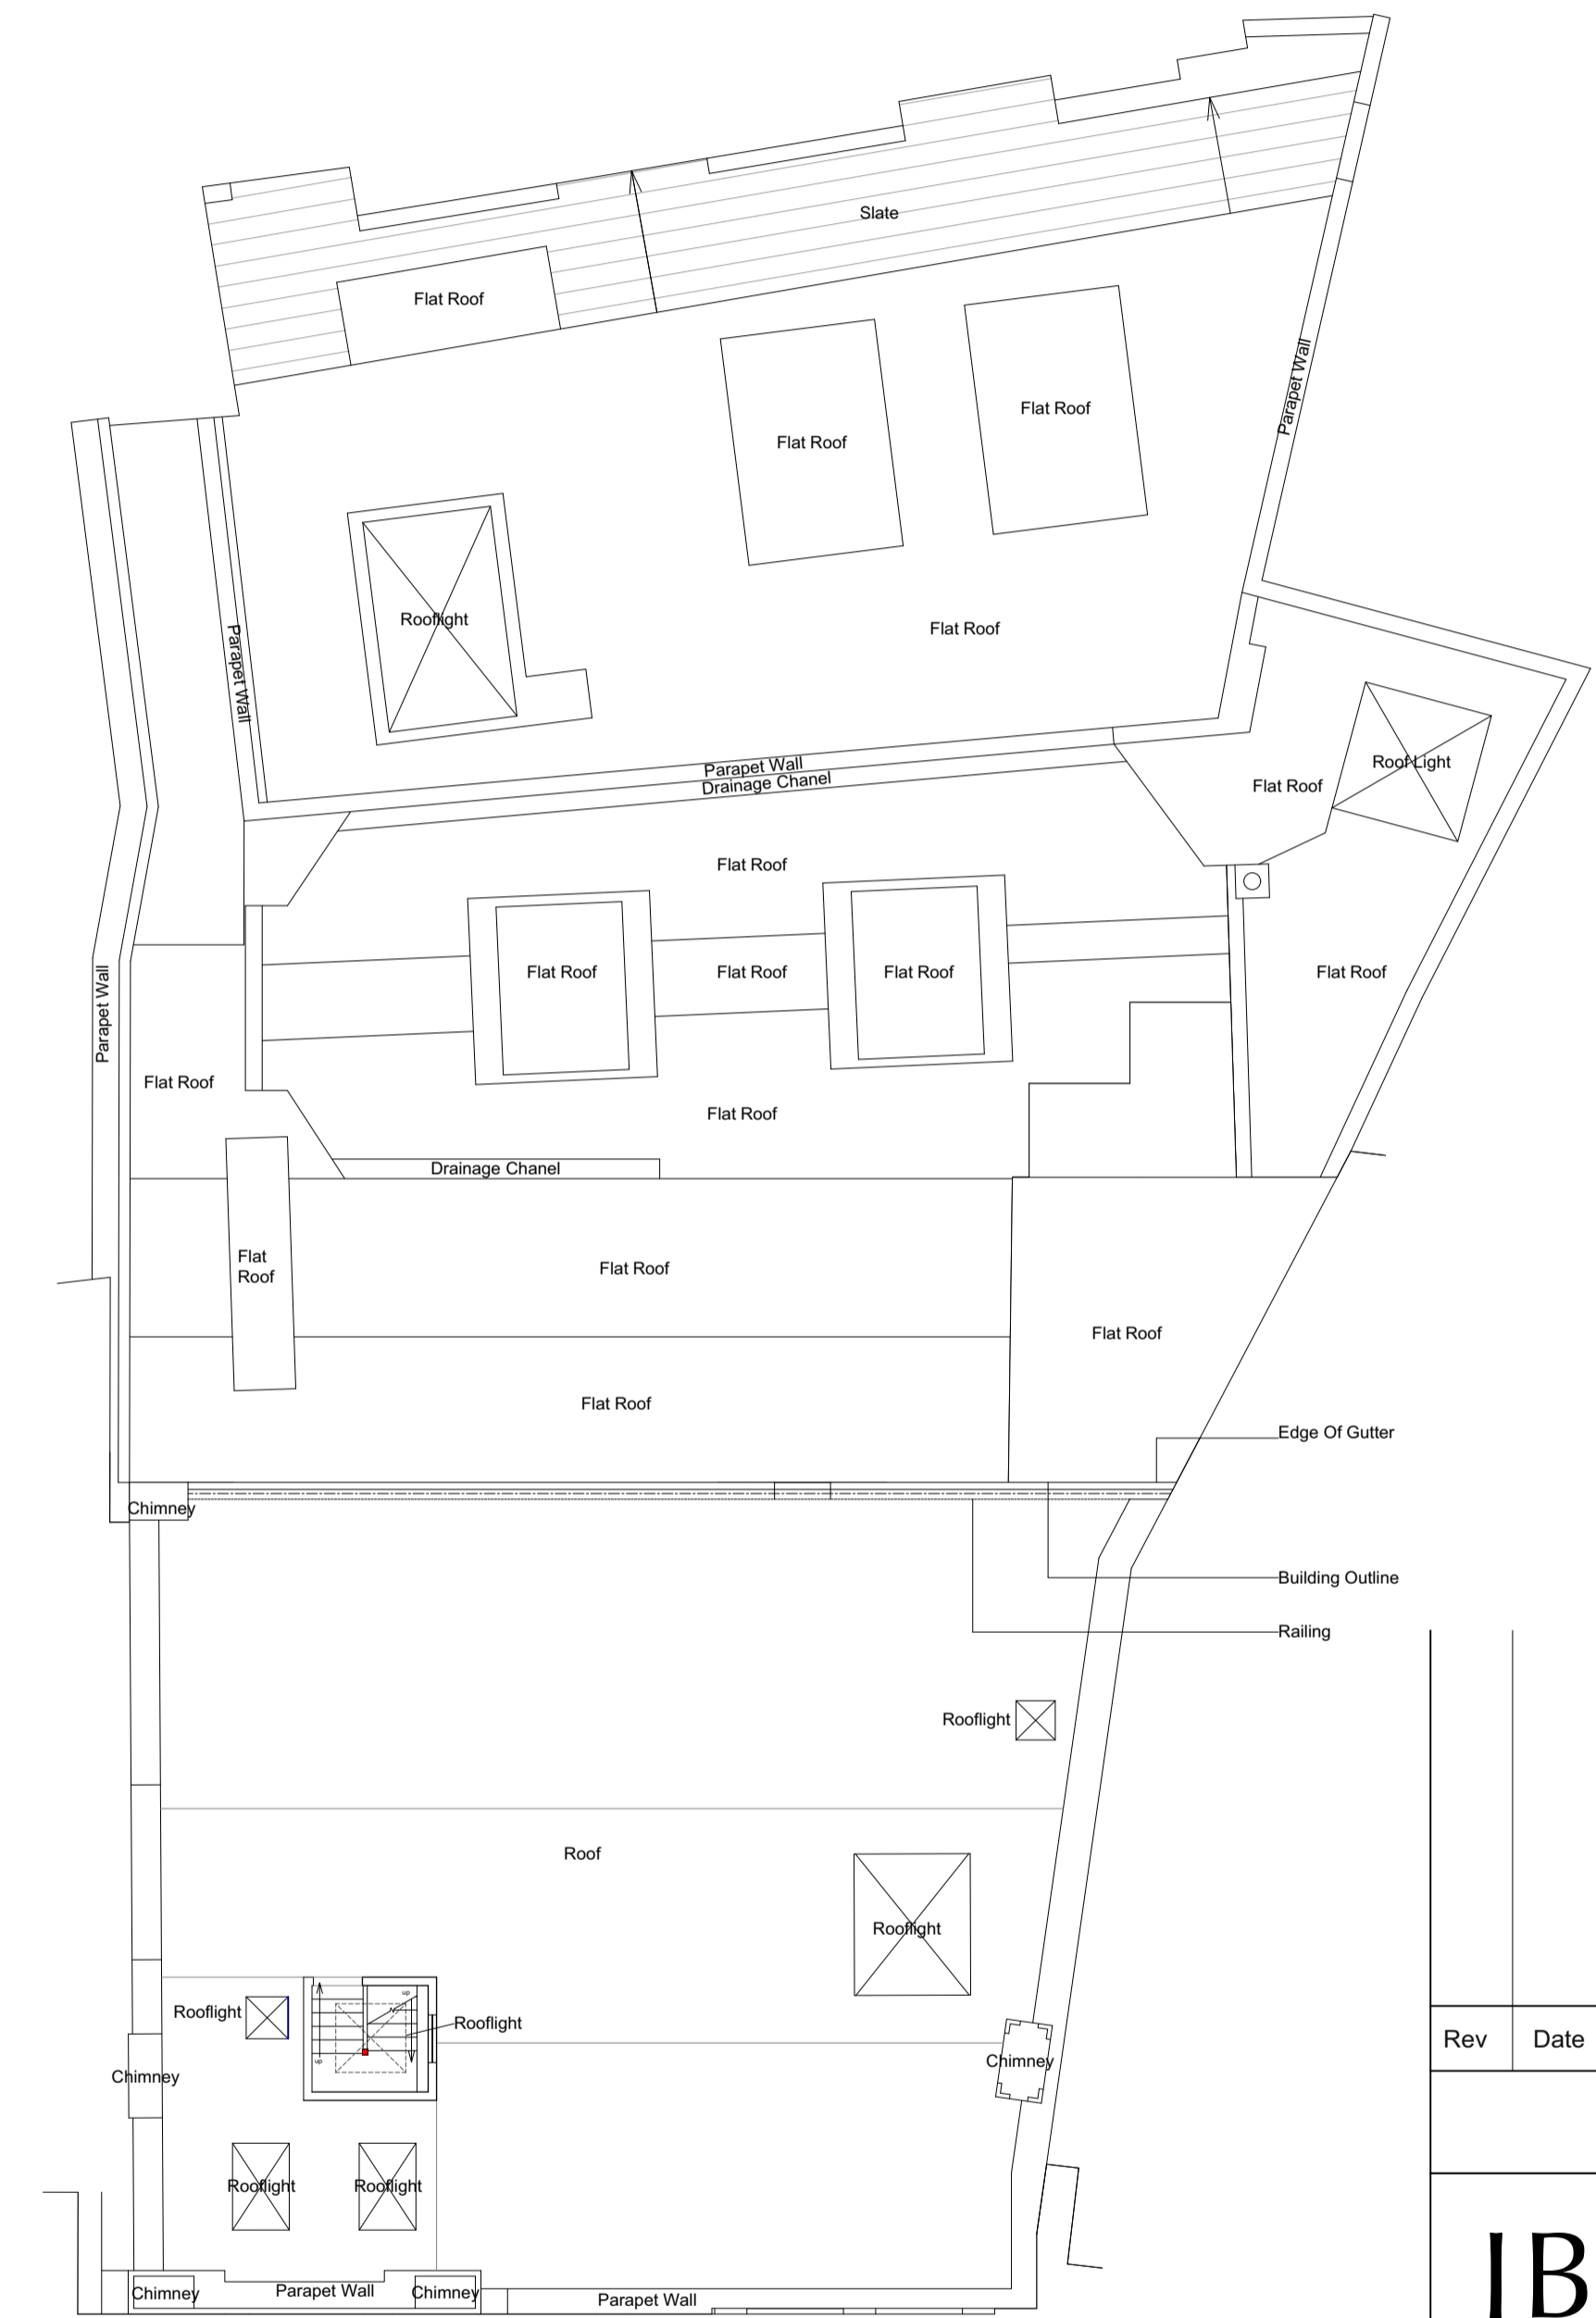 Slate
Flat Roof
Parapet Wall
Flat Roof
Flat Roof
Rooflight
Flat Roof
Parapet Wall
Parapet Wall
Drainage Chanel
Roof Light
Flat Roof
Flat Roof
Flat Roof
Flat Roof
Flat Roof
Flat Roof
Parapet Wall
Flat Roof
Flat Roof
Drainage Chanel
Flat
Roof
Flat Roof
Flat Roof
Flat Roof
Edge Of Gutter
Chimney
Building Outline
Railing
Rooflight
Roof
Rooflight
up
Rooflight
Rooflight
up
Chimney
Chimney
Rev
Date
Rooflight
Rooflight
Chimney
Parapet Wall
Chimney
Parapet Wall
JB